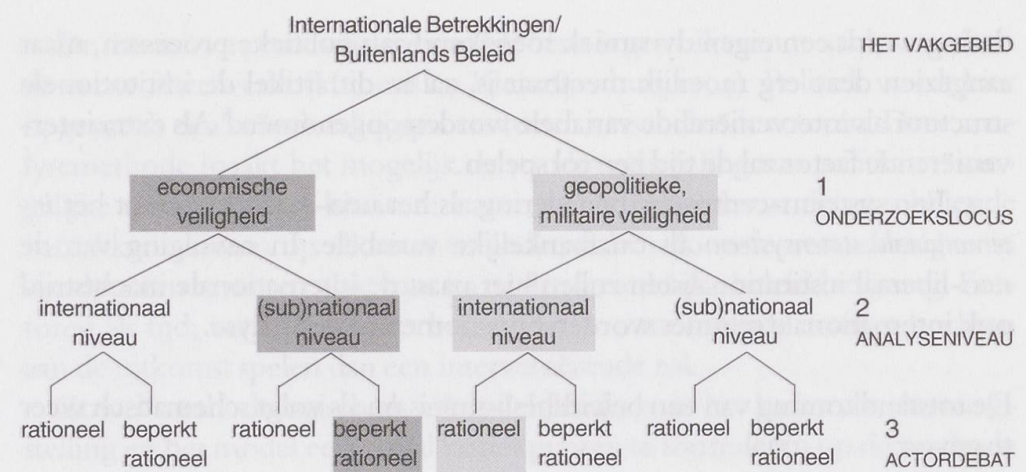 Internationale Betrekkingen/
Buitenlands Beleid
HET VAKGEBIED
economische
veiligheid
geopolitieke,
militaire veiligheid
1
ONDERZOEKSLOCUS
internationaal
niveau
(sub)nationaal
niveau
internationaal
niveau
(sub)nationaal
niveau
2
ANALYSENIVEAU
rationeel
beperkt
rationeel
rationeel
beperkt
rationeel
rationeel
beperkt
rationeel
rationeel
beperkt
rationeel
3
ACTORDEBAT